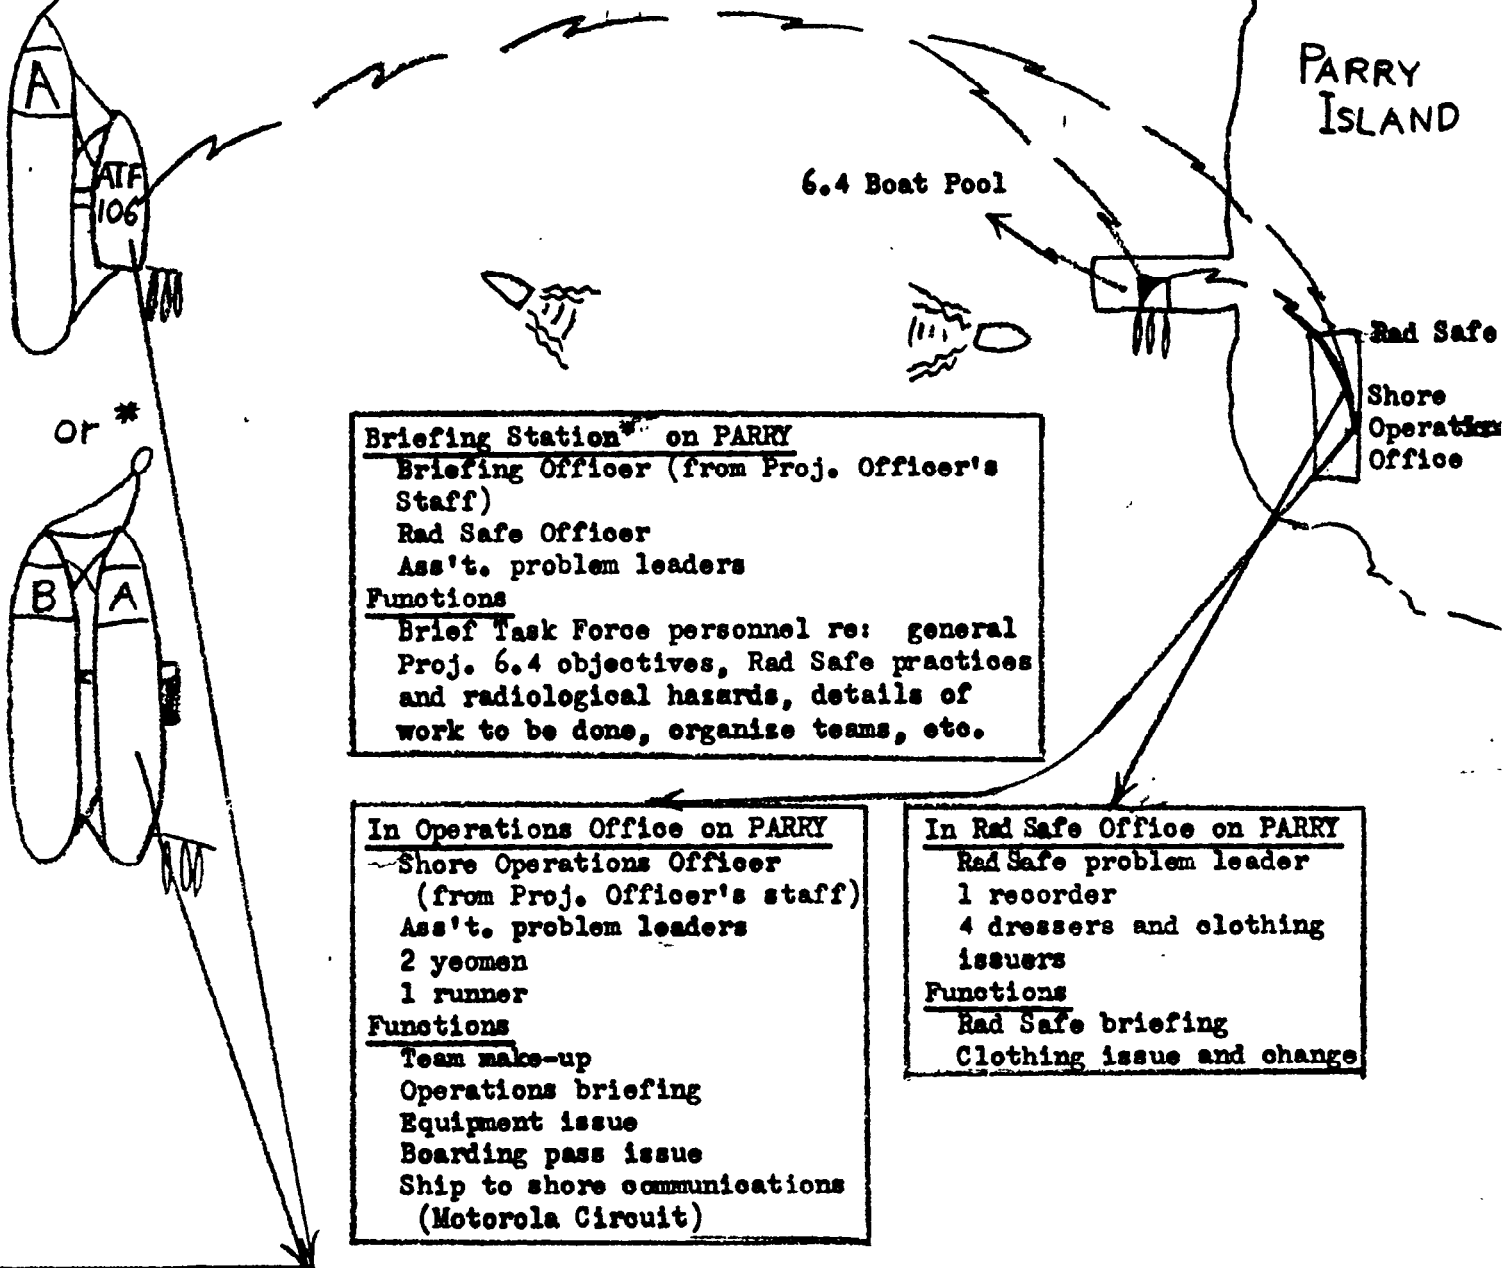 A
ATF
106
PARRY
ISLAND
6.4 Boat Pool
Rad Safe
Shore
Operations
Office
or *
B
A
Briefing Station* on PARRY
Briefing Officer (from Proj. Officer's
Staff)
Rad Safe Officer
Ass't. problem leaders
Functions
Brief Task Force personnel re: general
Proj. 6.4 objectives, Rad Safe practices
and radiological hazards, details of
work to be done, organize teams, etc.
In Operations Office on PARRY
Shore Operations Officer
(from Proj. Officer's staff)
Ass't. problem leaders
2 yeomen
1 runner
Functions
Team make-up
Operations briefing
Equipment issue
Boarding pass issue
Ship to shore communications
(Motorola Circuit)
In Rad Safe Office on PARRY
Rad Safe problem leader
1 recorder
4 dressers and clothing
issuers
Functions
Rad Safe briefing
Clothing issue and change